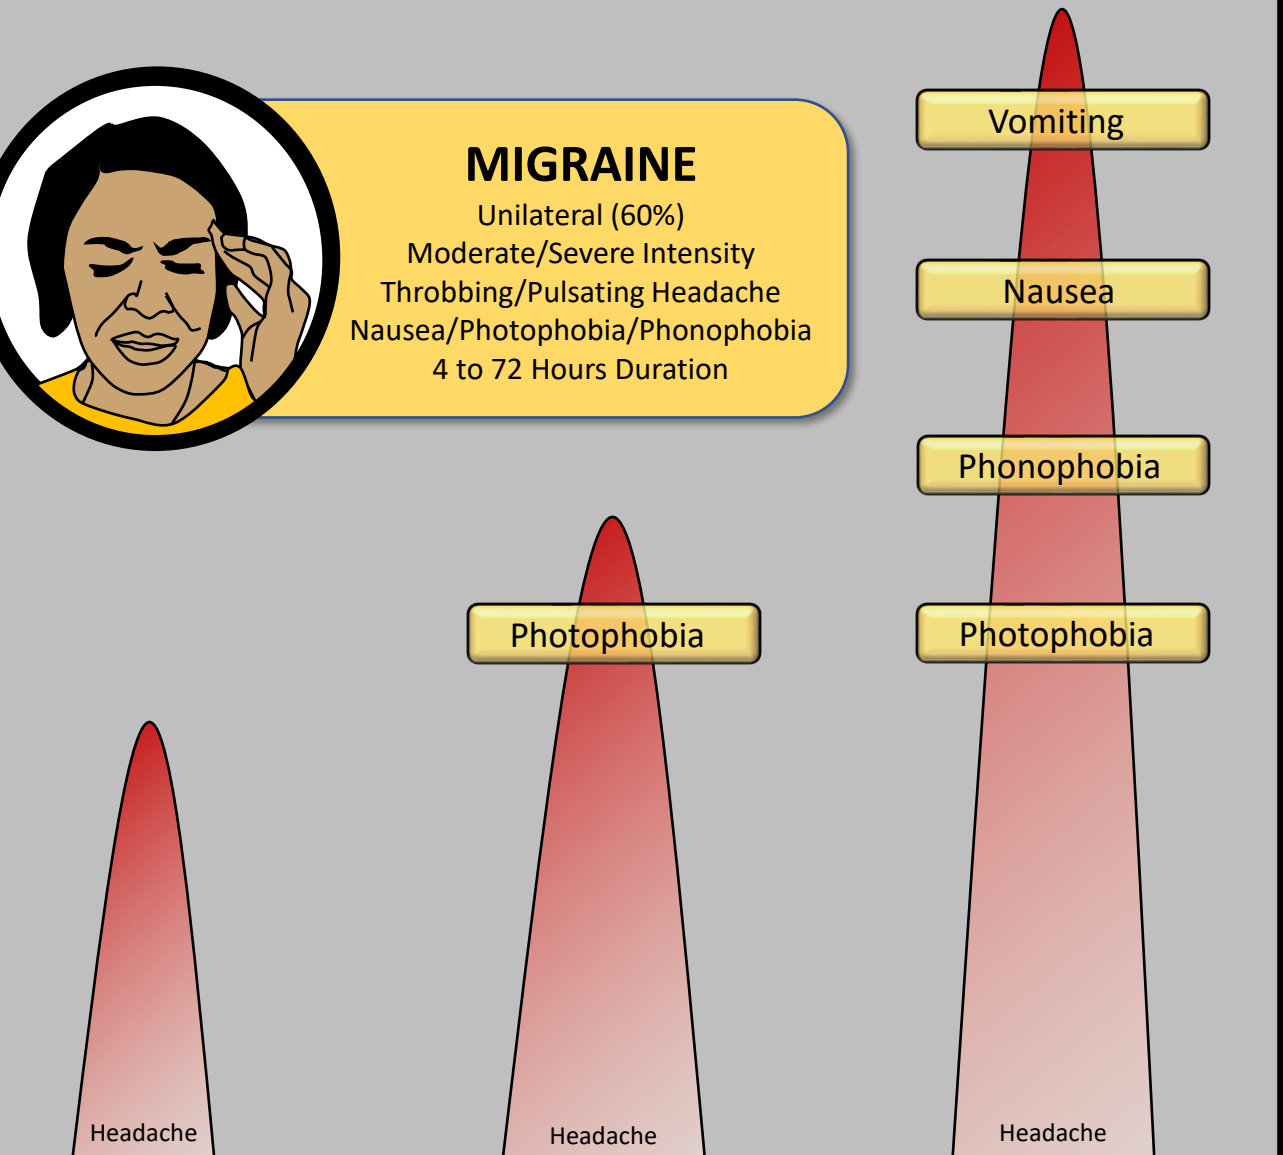 MIGRAINE
Unilateral (60%)
Moderate/Severe Intensity
Throbbing/Pulsating Headache
Nausea/Photophobia/Phonophobia
4 to 72 Hours Duration
Vomiting
Nausea
Phonophobia
Photophobia
Photophobia
Headache
Headache
Headache